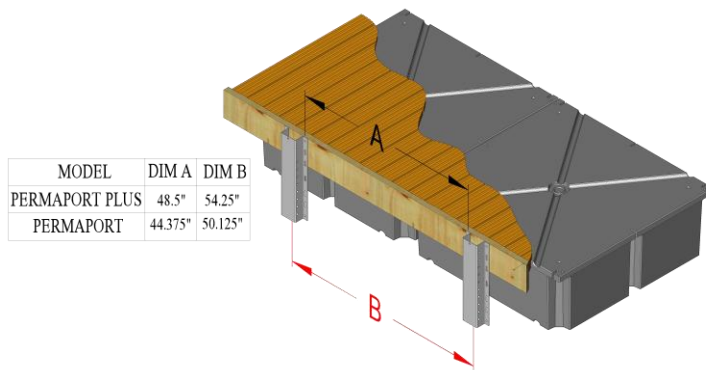 A
MODEL DIM A DIM B
PERMAPORT PLUS 48.5" 54.25"
PERMAPORT 44.375" 50.125"
B